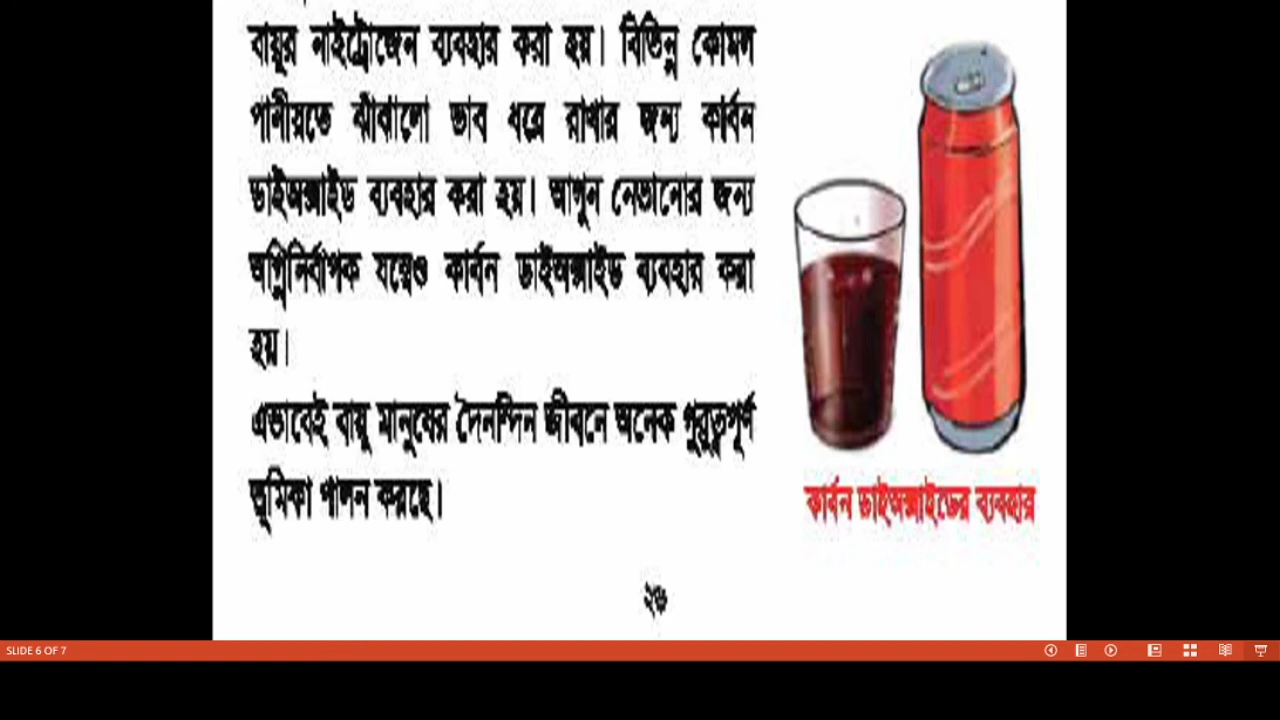 বায়ুর নাইট্রোজেন ব্যবহার করা হয়। বিভিন্ন কোমল
পানীয়তে ঝাঁঝালো ভাব ধরে রাখার জন্য কার্বন
ডাইঅক্সাইড ব্যবহার করা হয়। আগুন নেভানোর জন্য
অগ্নিনির্বাপক যন্ত্রেও কার্বন ডাইঅক্সাইড ব্যবহার করা
হয়।
এভাবেই বায়ু মানুষের দৈনন্দিন জীবনে অনেক গুরুত্বপূর্ণ
ভূমিকা পালন করছে।
কার্বন ডাইঅক্সাইডের ব্যবহার
SLIDE 6 OF 7